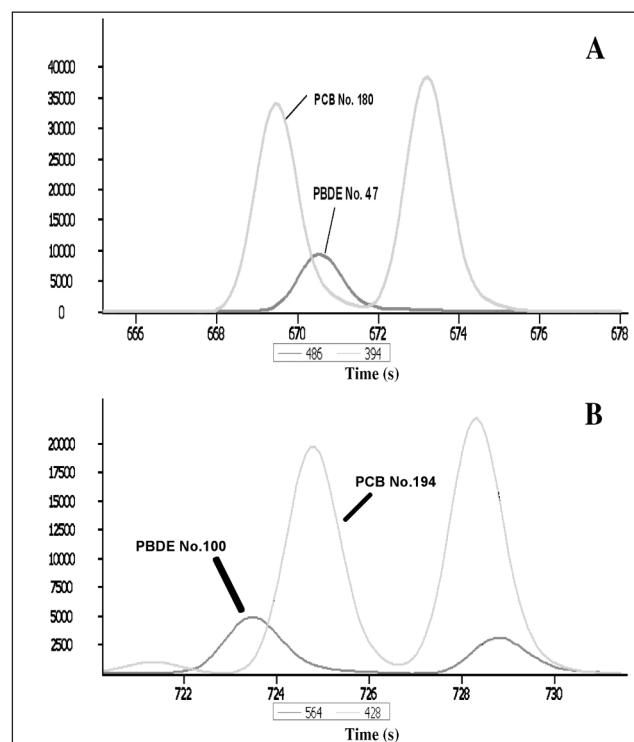 A
40000
35000
30000
25000
20000
15000
10000
5000
0
PCB No. 180
PBDE No. 47
666 668 670 672 674 676 678
486 394
Time (s)
B
20000
17500
15000
12500
10000
7500
5000
2500
PCB No.194
PBDE No.100
722 724 726 728 730
564 428
Time (s)